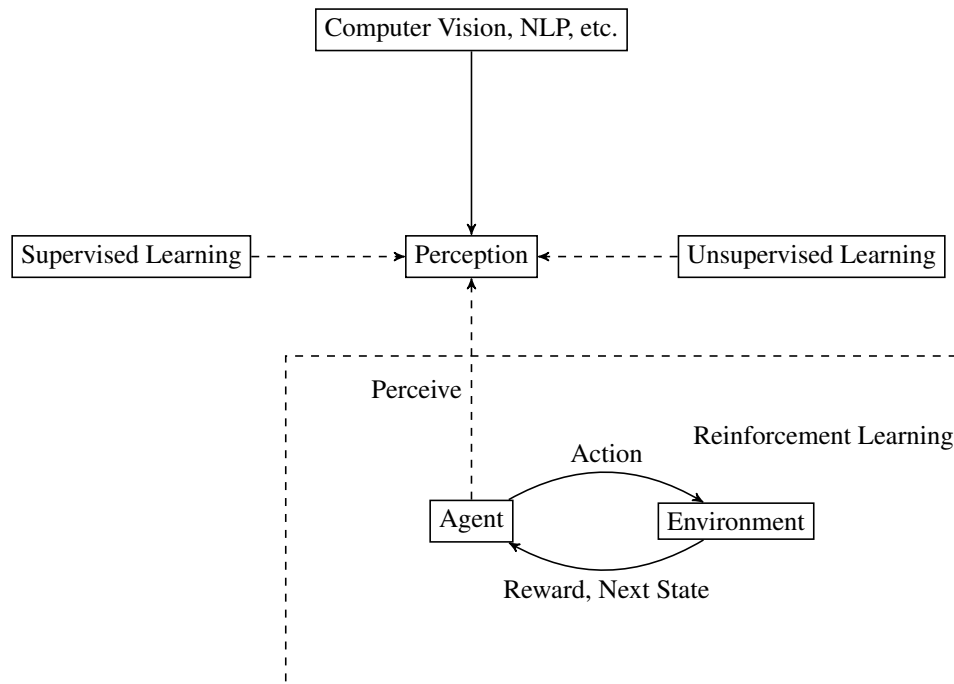 Computer Vision, NLP, etc.
Supervised Learning
Perception
Unsupervised Learning
Perceive
Reinforcement Learning
Action
Agent
Environment
Reward, Next State